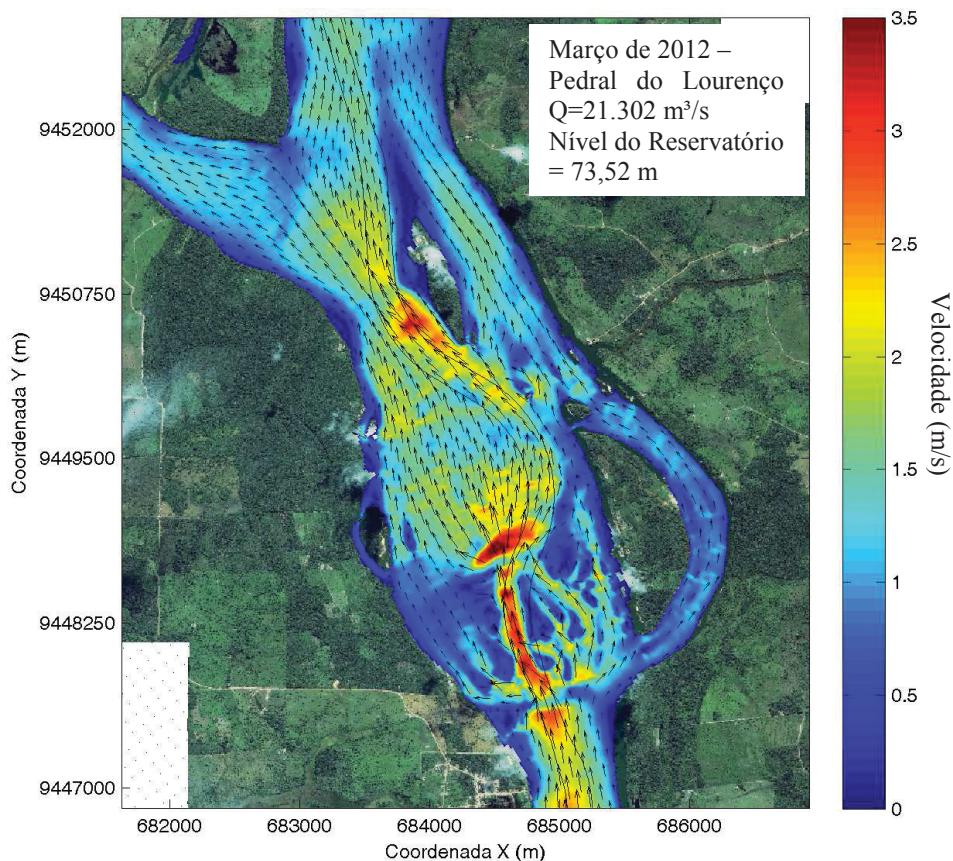 Março de 2012 –
Pedral do Lourenço
Q=21.302 m³/s
Nível do Reservatório
= 73,52 m
3.5
3
2.5
2
1.5
1
0.5
0
Velocidade (m/s)
9452000
9450750
9449500
9448250
9447000
Coordenada Y (m)
682000 683000 684000 685000 686000
Coordenada X (m)